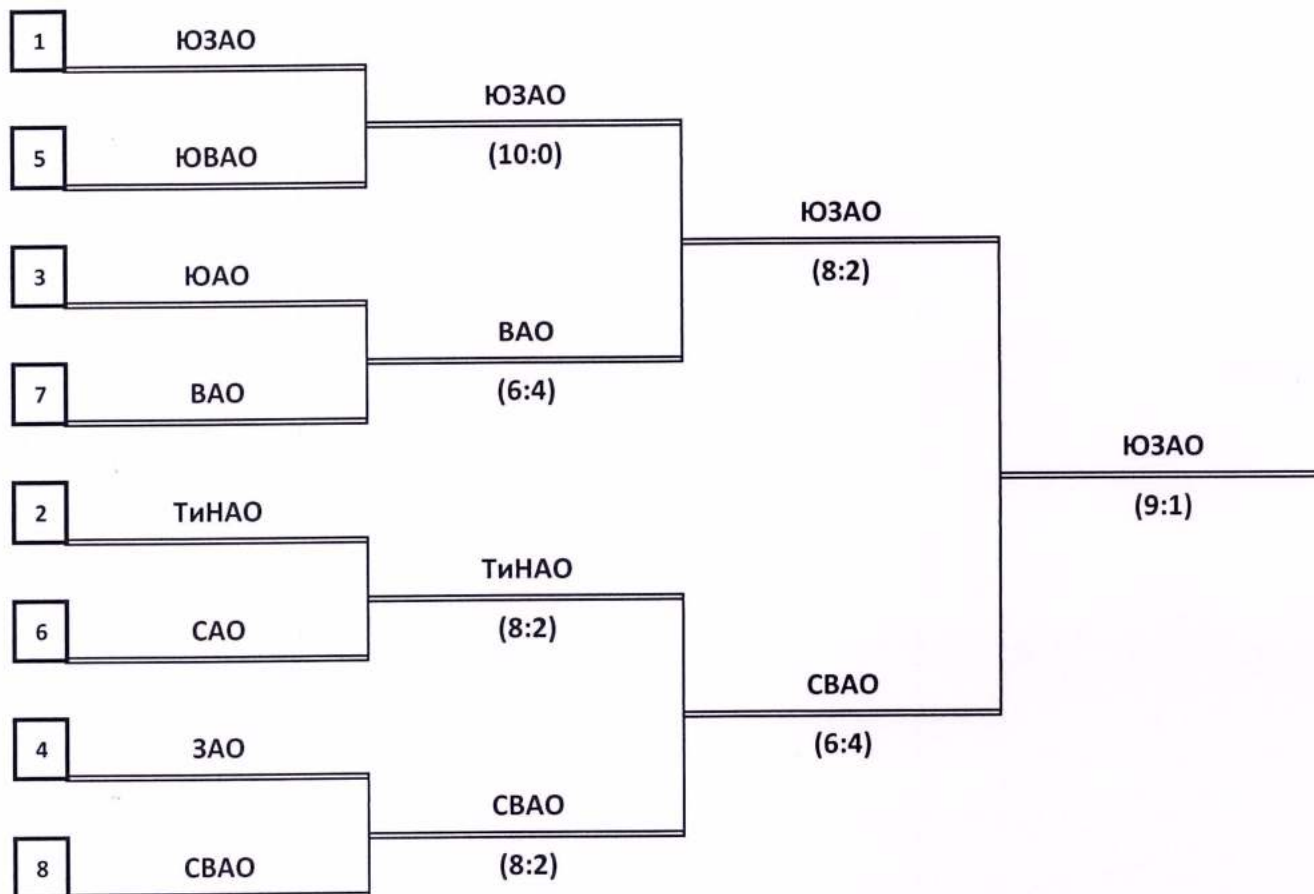 1 ЮЗАО
ЮЗАО
(10:0)
5 ЮВАО
ЮЗАО
(8:2)
3 ЮАО
ВАО
(6:4)
7 ВАО
ЮЗАО
(9:1)
2 ТиНАО
ТиНАО
(8:2)
6 САО
СВАО
(6:4)
4 ЗАО
СВАО
(8:2)
8 СВАО